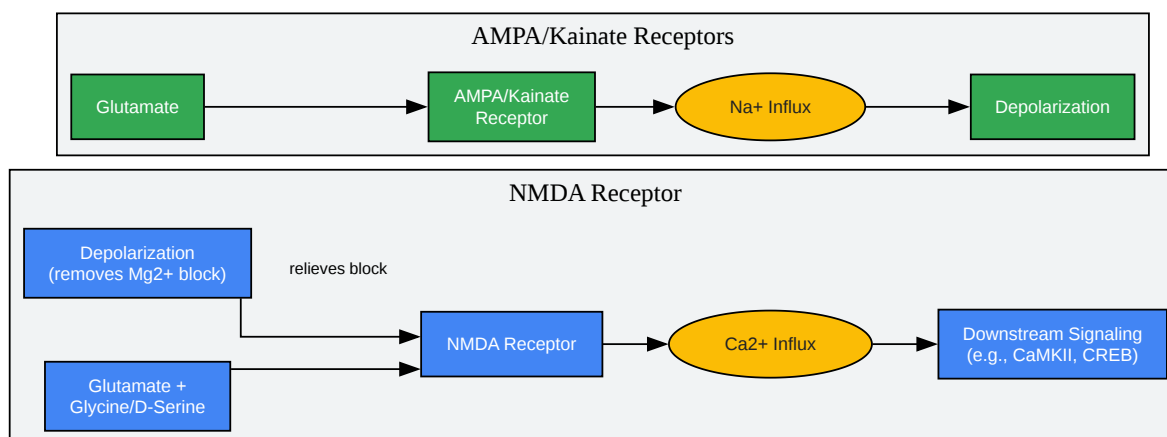 AMPA/Kainate Receptors
Glutamate
AMPA/Kainate
Receptor
Na+ Influx
Depolarization
NMDA Receptor
Depolarization
(removes Mg2+ block)
relieves block
Glutamate +
Glycine/D-Serine
NMDA Receptor
Ca2+ Influx
Downstream Signaling
(e.g., CaMKII, CREB)